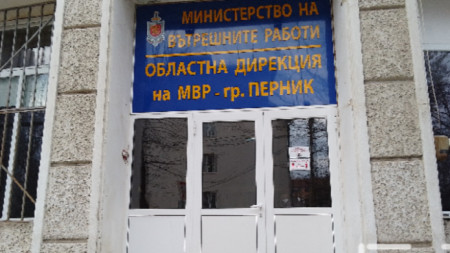 МИНИСТЕРСТВО НА
ВЪТРЕШНИТЕ РАБОТИ
ОБЛАСТНА ДИРЕКЦИЯ
на МВР - гр. ПЕРНИК